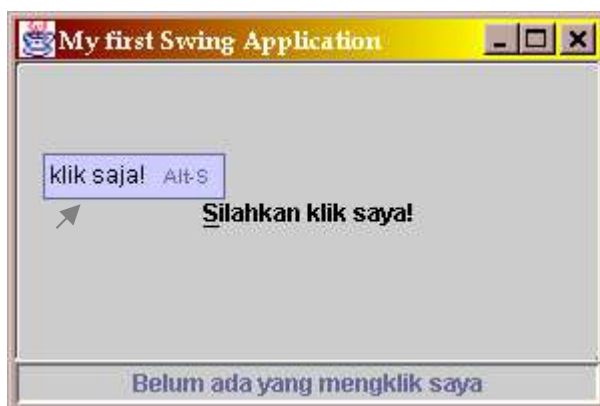 My first Swing Application
klik saja! Alt-S
Silahkan klik saya!
Belum ada yang mengklik saya